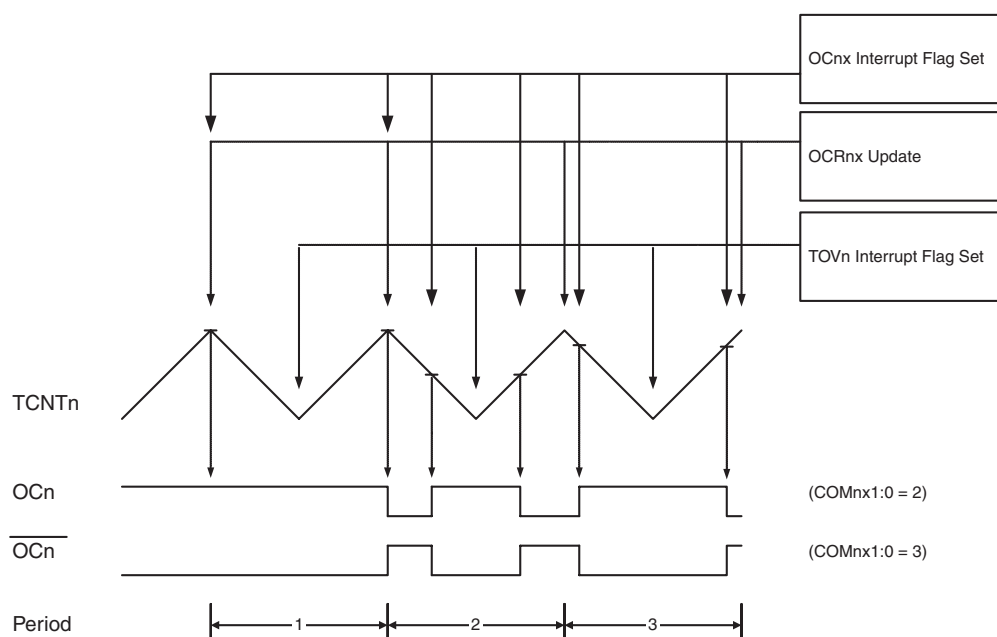 OCnx Interrupt Flag Set
OCRnx Update
TOVn Interrupt Flag Set
TCNTn
OCn (COMnx1:0 = 2)
OCn (COMnx1:0 = 3)
Period 1 2 3